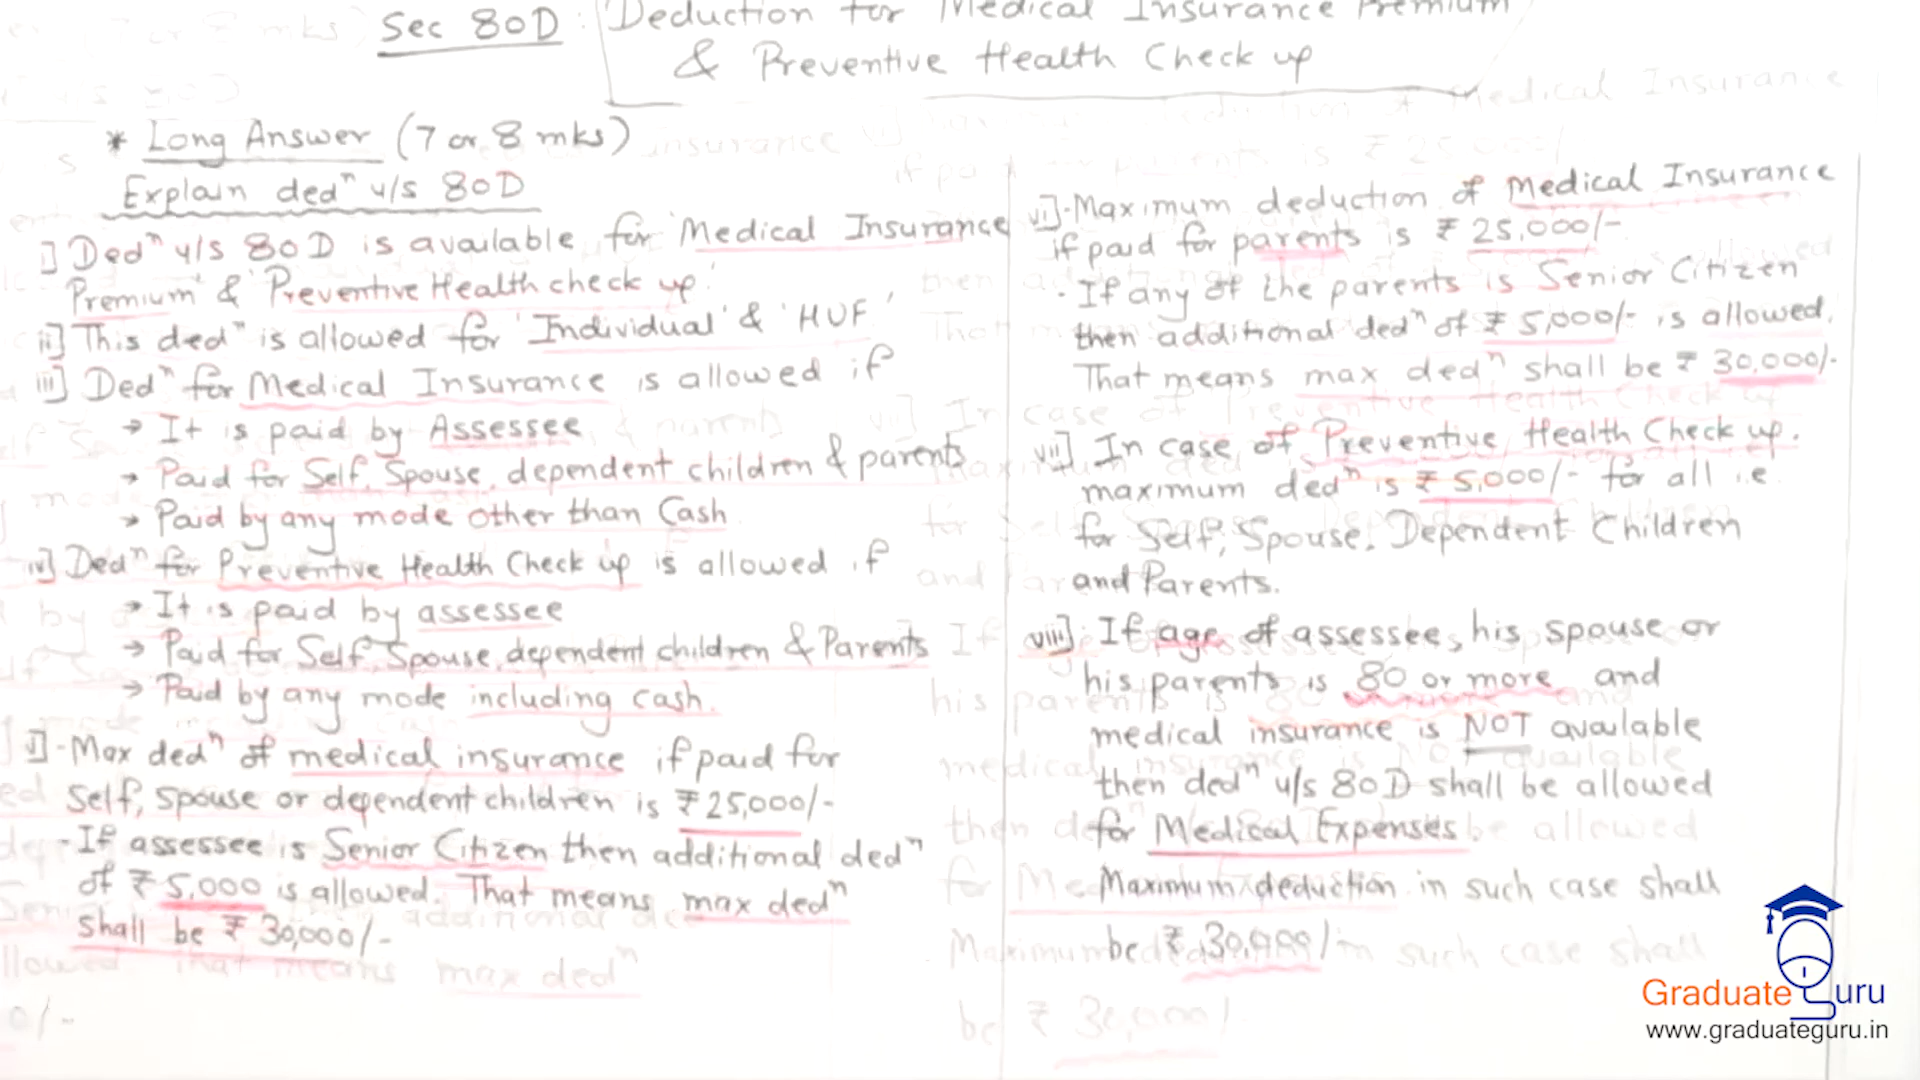 Sec 80D : Deduction for Medical Insurance Premium
& Preventive Health Check up
* Long Answer (7 or 8 mks)
Explain dedⁿ u/s 80D
i] Dedⁿ u/s 80D is available for 'Medical Insurance
Premium' & 'Preventive Health check up'.
ii] This dedⁿ is allowed for 'Individual' & 'HUF'
iii] Dedⁿ for Medical Insurance is allowed if
→ It is paid by Assessee
→ Paid for Self, Spouse, dependent children & parents
→ Paid by any mode other than Cash
iv] Dedⁿ for Preventive Health Check up is allowed if
→ It is paid by assessee
→ Paid for Self, Spouse, dependent children & Parents
→ Paid by any mode including cash.
v] - Max dedⁿ of medical insurance if paid for
Self, spouse or dependent children is ₹ 25,000/-
- If assessee is Senior Citizen then additional dedⁿ
of ₹ 5,000 is allowed. That means max dedⁿ
shall be ₹ 30,000/-
vi] - Maximum deduction of Medical Insurance
if paid for parents is ₹ 25,000/-
- If any of the parents is Senior Citizen
then additional dedⁿ of ₹ 5,000/- is allowed.
That means max dedⁿ shall be ₹ 30,000/-
vii] In case of Preventive Health Check up.
maximum dedⁿ is ₹ 5,000/- for all i.e
for Self, Spouse, Dependent Children
and Parents.
viii] If age of assessee, his spouse or
his parents is 80 or more and
medical insurance is NOT available
then dedⁿ u/s 80D shall be allowed
for Medical Expenses.
Maximum deduction in such case shall
be ₹ 30,000/-
Graduate Guru
www.graduateguru.in